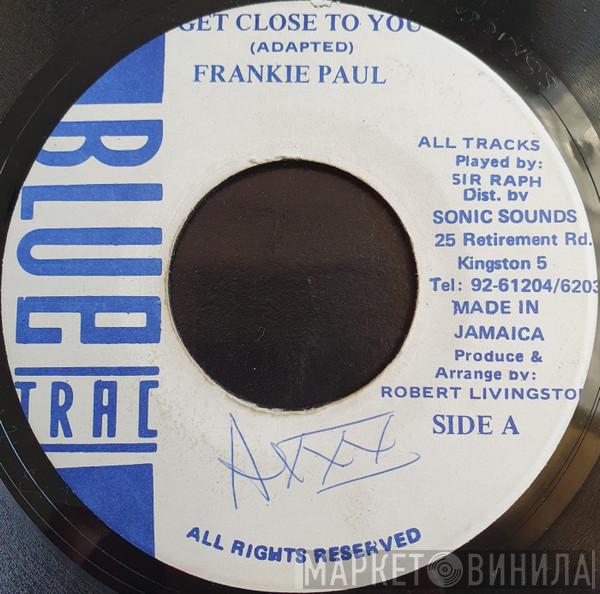 GET CLOSE TO YOU
(ADAPTED)
FRANKIE PAUL
BLUE
TRAC
ALL TRACKS
Played by:
SIR RAPH
Dist. by
SONIC SOUNDS
25 Retirement Rd.
Kingston 5
Tel: 92-61204/6203
MADE IN
JAMAICA
Produce &
Arrange by:
ROBERT LIVINGSTO
SIDE A
ALL RIGHTS RESERVED
МАРКЕТ ВИНИЛА